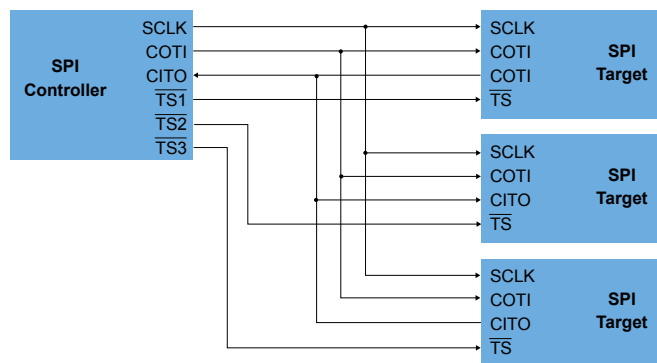 SPI
Controller
SCLK
COTI
CITO
TS1
TS2
TS3
SCLK
COTI
COTI
TS
SPI
Target
SCLK
COTI
CITO
TS
SPI
Target
SCLK
COTI
CITO
TS
SPI
Target